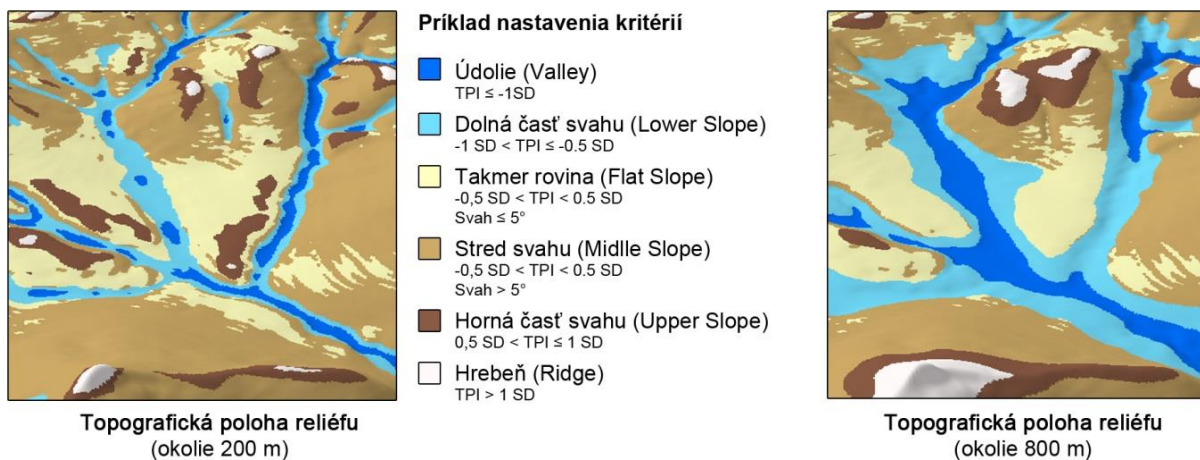 Príklad nastavenia kritérií
Údolie (Valley)
TPI ≤ -1SD
Dolná časť svahu (Lower Slope)
-1 SD < TPI ≤ -0.5 SD
Takmer rovina (Flat Slope)
-0,5 SD < TPI < 0.5 SD
Svah ≤ 5°
Stred svahu (Midlle Slope)
-0,5 SD < TPI < 0.5 SD
Svah > 5°
Horná časť svahu (Upper Slope)
0,5 SD < TPI ≤ 1 SD
Hrebeň (Ridge)
TPI > 1 SD
Topografická poloha reliéfu
(okolie 200 m)
Topografická poloha reliéfu
(okolie 800 m)